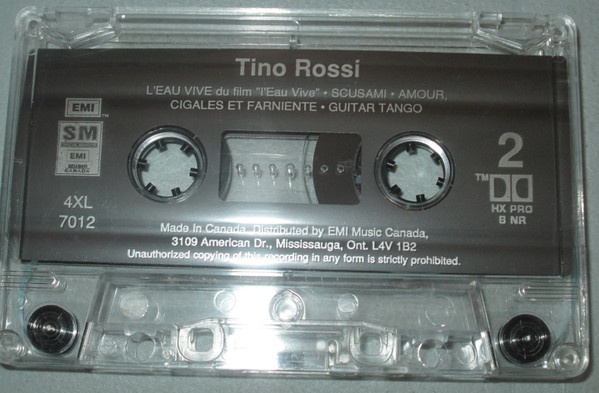 Tino Rossi
L'EAU VIVE du film "l'Eau Vive" • SCUSAMI • AMOUR,
CIGALES ET FARNIENTE • GUITAR TANGO
EMI
TM
SM
EMI
4XL
7012
2
TM
HX PRO
B NR
Made In Canada. Distributed by EMI Music Canada,
3109 American Dr., Mississauga, Ont. L4V 1B2
Unauthorized copying of this recording in any form is strictly prohibited.